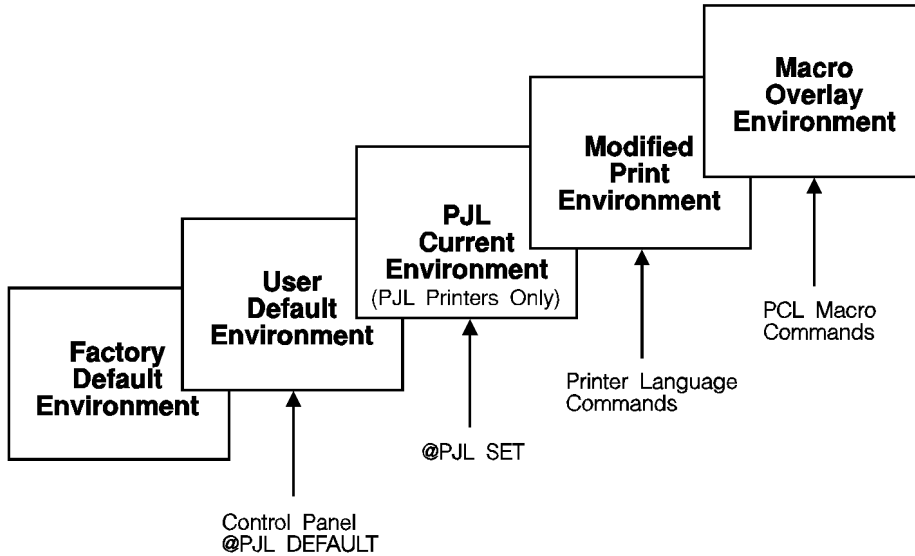 Macro
Overlay
Environment
Modified
Print
Environment
PJL
Current
Environment
(PJL Printers Only)
User
Default
Environment
Factory
Default
Environment
PCL Macro
Commands
Printer Language
Commands
@PJL SET
Control Panel
@PJL DEFAULT